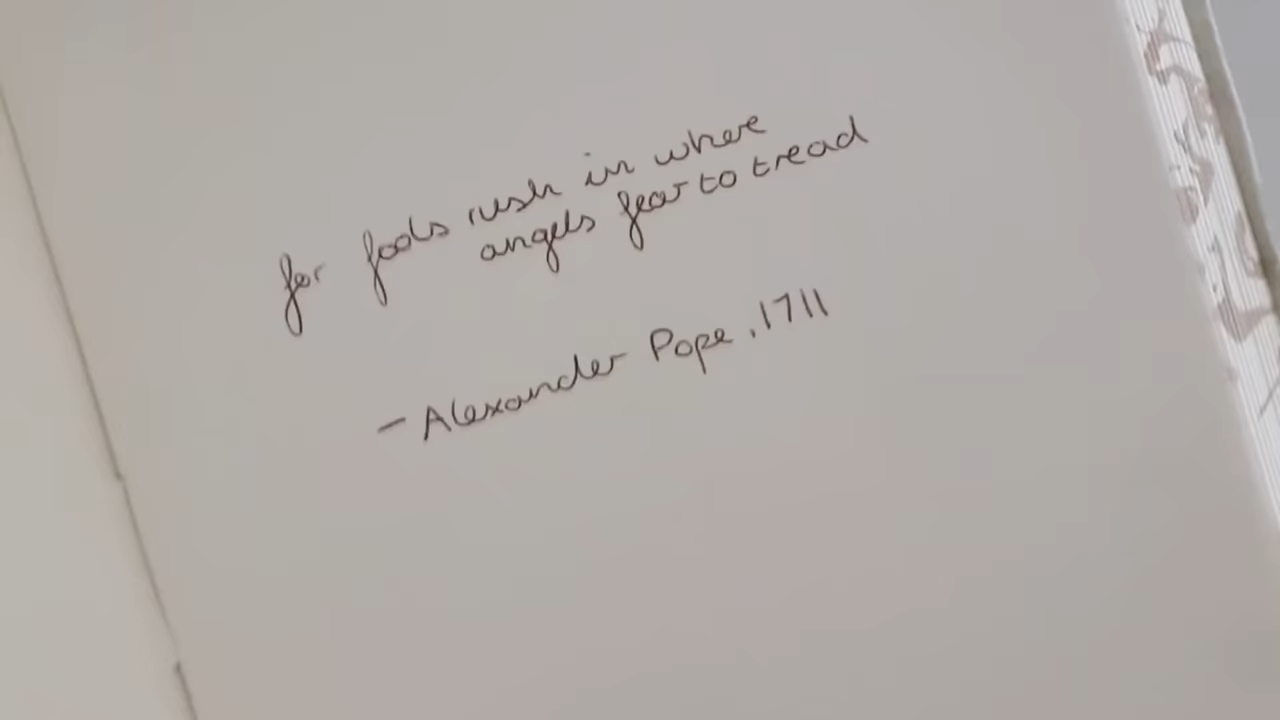 for fools rush in where
angels fear to tread
- Alexander Pope, 1711